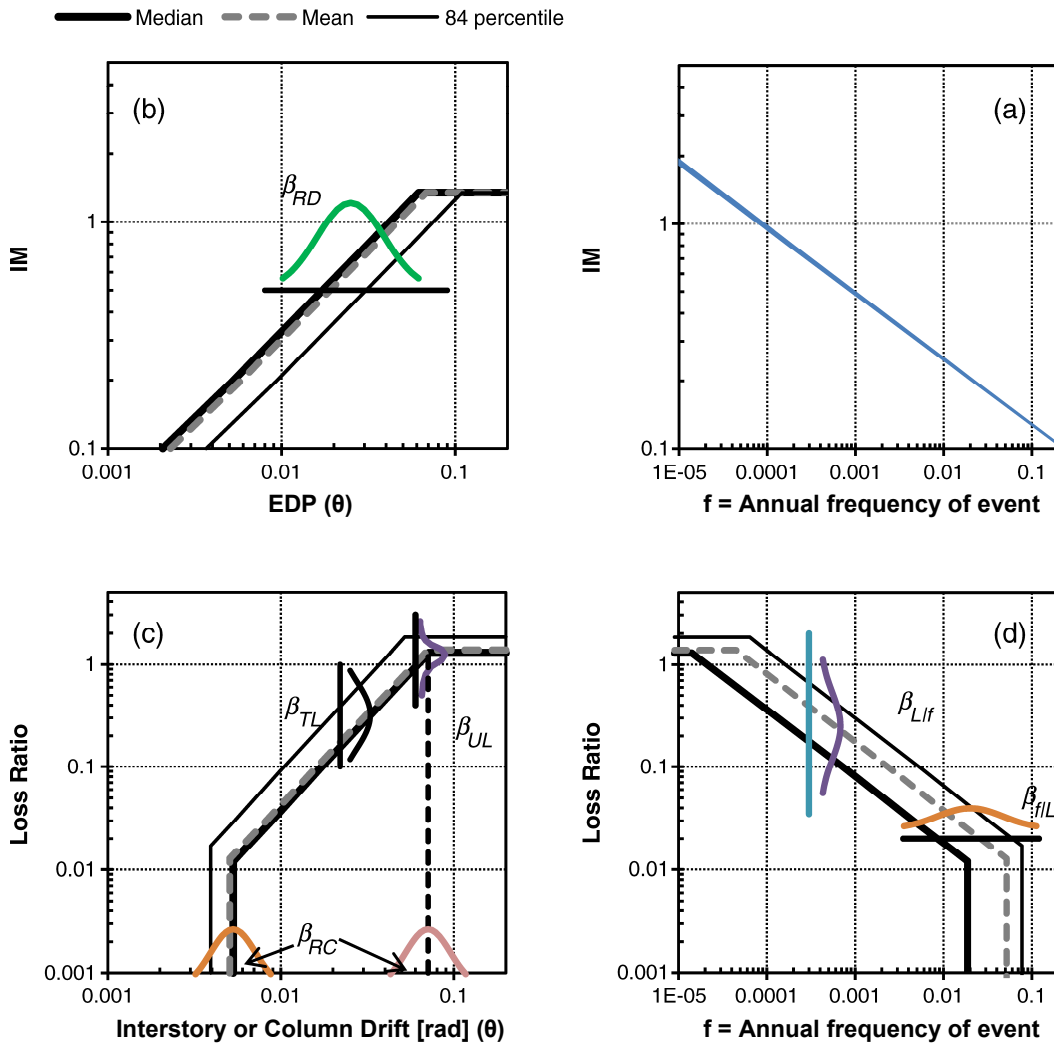 Median Mean 84 percentile
(b)
β_RD
IM
1
0.1
0.001 0.01 0.1
EDP (θ)
(a)
IM
1
0.1
1E-05 0.0001 0.001 0.01 0.1
f = Annual frequency of event
(c)
β_TL
β_UL
β_RC
Loss Ratio
1
0.1
0.01
0.001
0.001 0.01 0.1
Interstory or Column Drift [rad] (θ)
(d)
β_L|f
β_f|L
Loss Ratio
1
0.1
0.01
0.001
1E-05 0.0001 0.001 0.01 0.1
f = Annual frequency of event